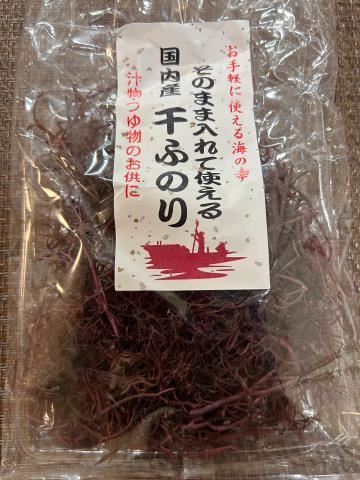 お手軽に使える海の幸
そのまま入れて使える
国内産 干ふのり
汁物つゆ物のお供に